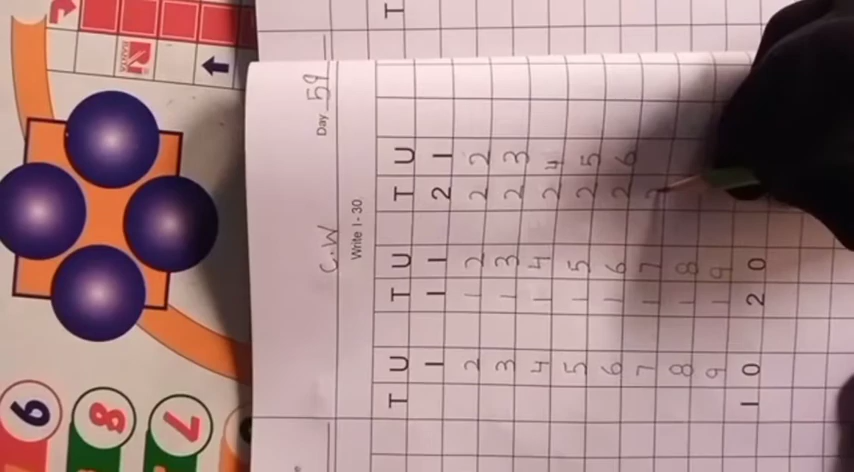 C.W
Day 59
Write 1 - 30
T U T U T U
1 1 1 2 1
2 1 2 2 2
3 1 3 2 3
4 1 4 2 4
5 1 5 2 5
6 1 6 2 6
7 1 7 2
8 1 8
9 1 9
1 0 2 0
T
6
8
7